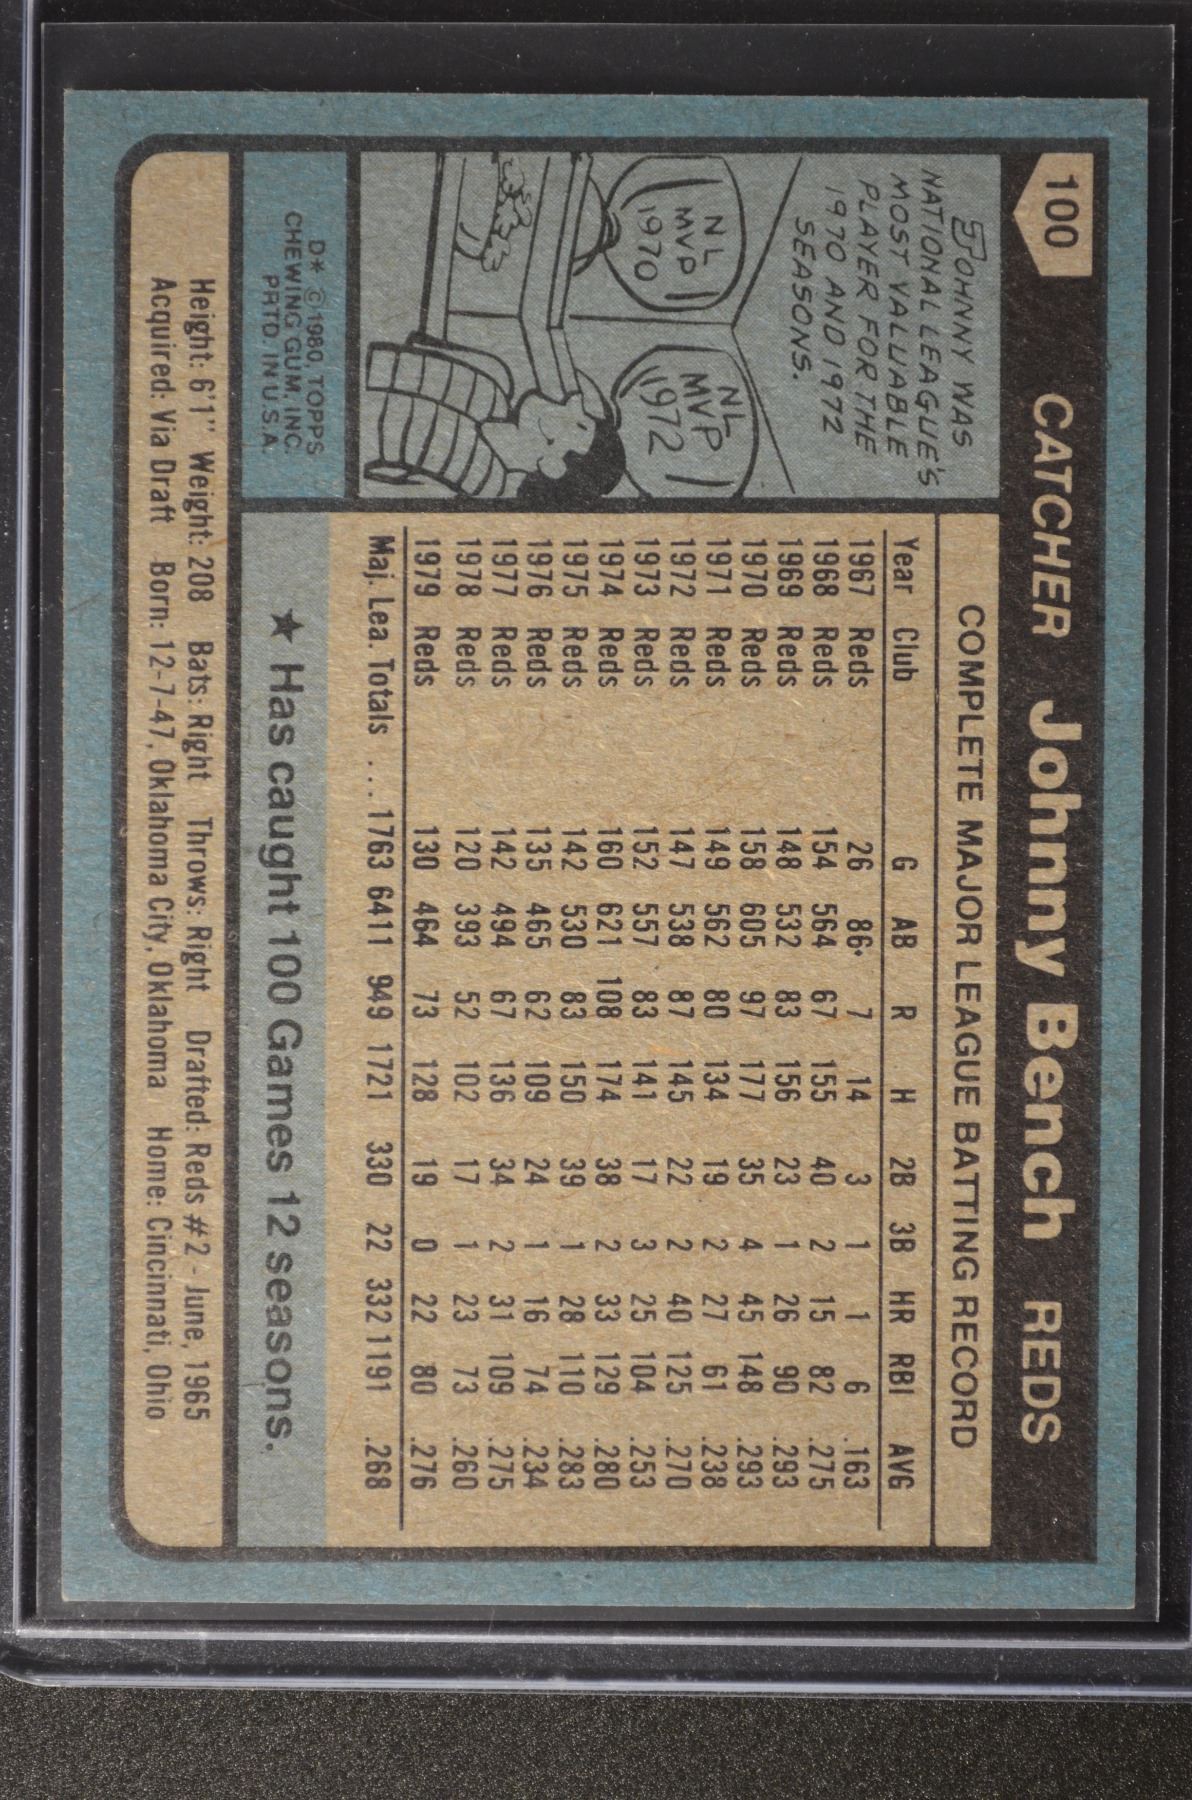 100 CATCHER Johnny Bench REDS
JOHNNY WAS
NATIONAL LEAGUE'S
MOST VALUABLE
PLAYER FOR THE
1970 AND 1972
SEASONS.
NL
MVP
1970
NL
MVP
1972
D* © 1980, TOPPS
CHEWING GUM, INC.
PRTD. IN U.S.A.
COMPLETE MAJOR LEAGUE BATTING RECORD
Year Club G AB R H 2B 3B HR RBI AVG
1967 Reds 26 86 7 14 3 1 1 6 .163
1968 Reds 154 564 67 155 40 2 15 82 .275
1969 Reds 148 532 83 156 23 1 26 90 .293
1970 Reds 158 605 97 177 35 4 45 148 .293
1971 Reds 149 562 80 134 19 2 27 61 .238
1972 Reds 147 538 87 145 22 2 40 125 .270
1973 Reds 152 557 83 141 17 3 25 104 .253
1974 Reds 160 621 108 174 38 2 33 129 .280
1975 Reds 142 530 83 150 39 1 28 110 .283
1976 Reds 135 465 62 109 24 1 16 74 .234
1977 Reds 142 494 67 136 34 2 31 109 .275
1978 Reds 120 393 52 102 17 1 23 73 .260
1979 Reds 130 464 73 128 19 0 22 80 .276
Maj. Lea. Totals ... 1763 6411 949 1721 330 22 332 1191 .268
★ Has caught 100 Games 12 seasons.
Height: 6'1" Weight: 208 Bats: Right Throws: Right Drafted: Reds #2 - June, 1965
Acquired: Via Draft Born: 12-7-47, Oklahoma City, Oklahoma Home: Cincinnati, Ohio